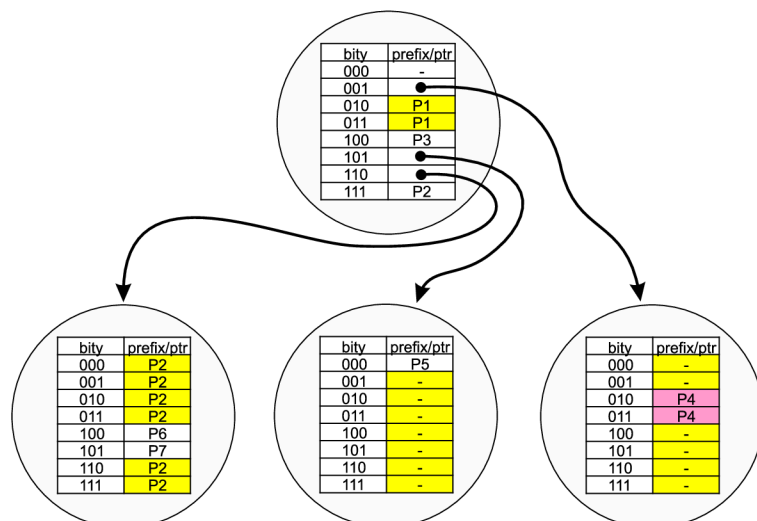 bity prefix/ptr
000 -
001
010 P1
011 P1
100 P3
101
110
111 P2
bity prefix/ptr
000 P2
001 P2
010 P2
011 P2
100 P6
101 P7
110 P2
111 P2
bity prefix/ptr
000 P5
001 -
010 -
011 -
100 -
101 -
110 -
111 -
bity prefix/ptr
000 -
001 -
010 P4
011 P4
100 -
101 -
110 -
111 -